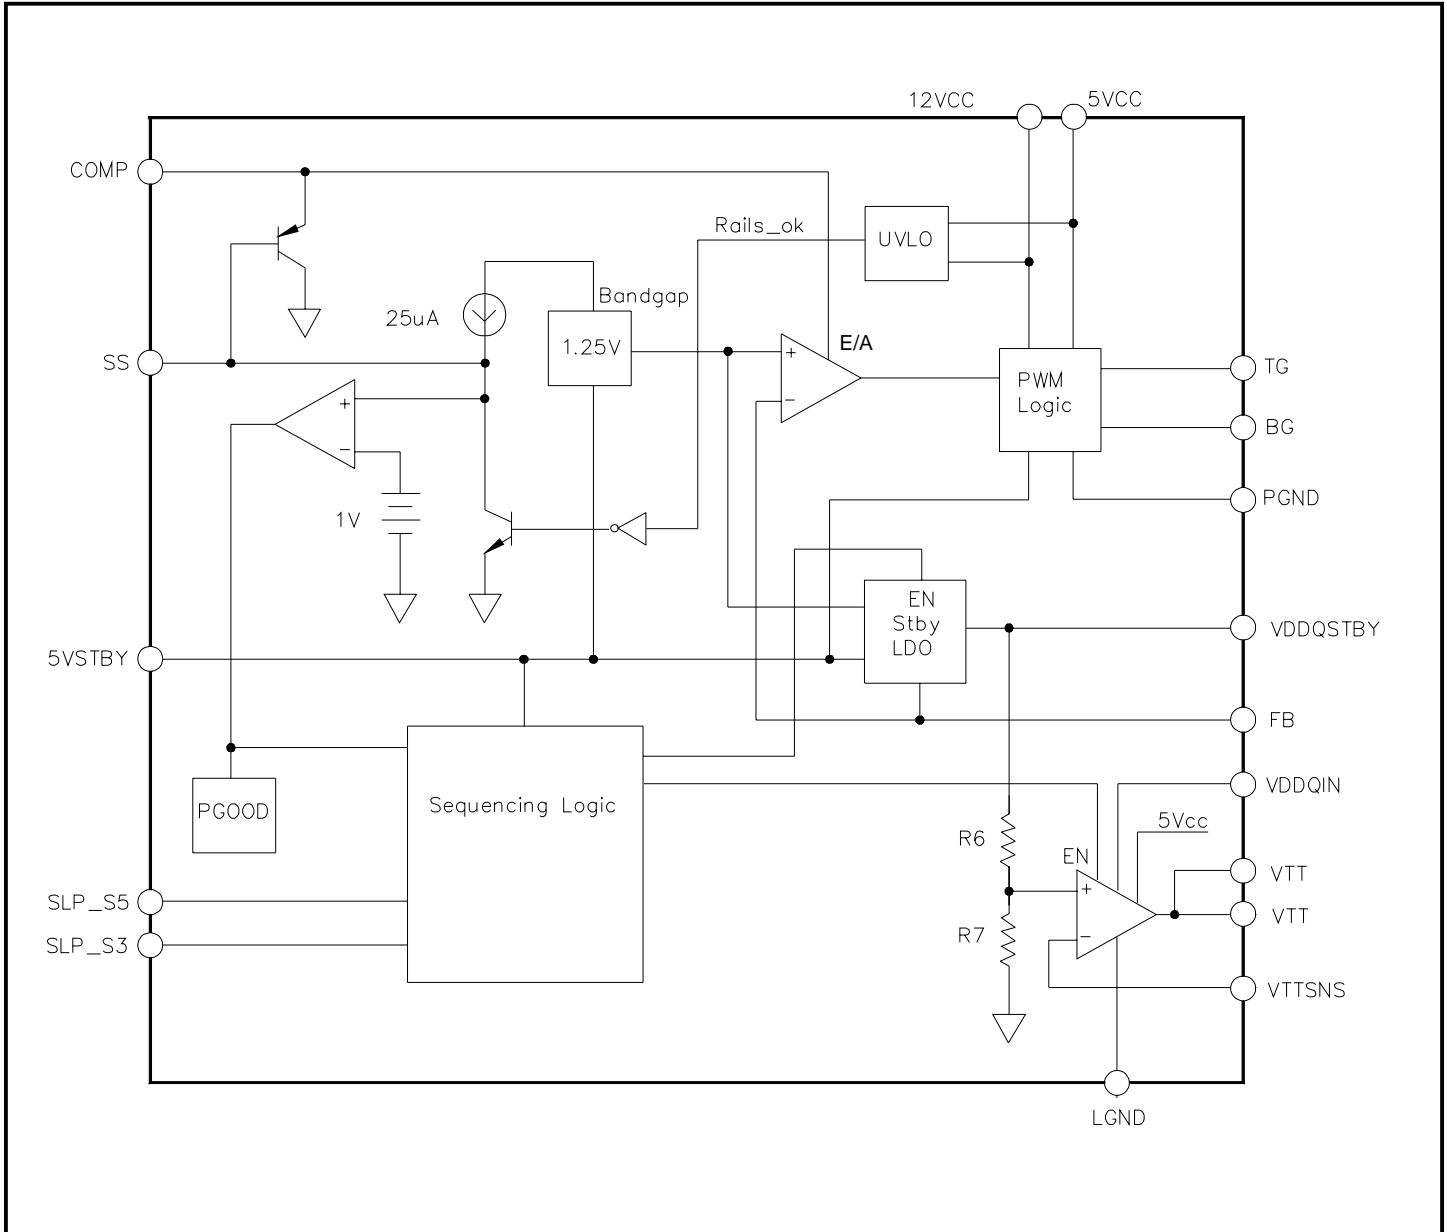 12VCC
5VCC
COMP
Rails_ok
UVLO
Bandgap
25uA
1.25V
+
E/A
SS
-
PWM
Logic
TG
+
BG
-
PGND
1V
EN
Stby
LDO
VDDQSTBY
5VSTBY
FB
VDDQIN
Sequencing Logic
PGOOD
5Vcc
R6
EN
VTT
+
SLP_S5
VTT
R7
-
SLP_S3
VTTSNS
LGND